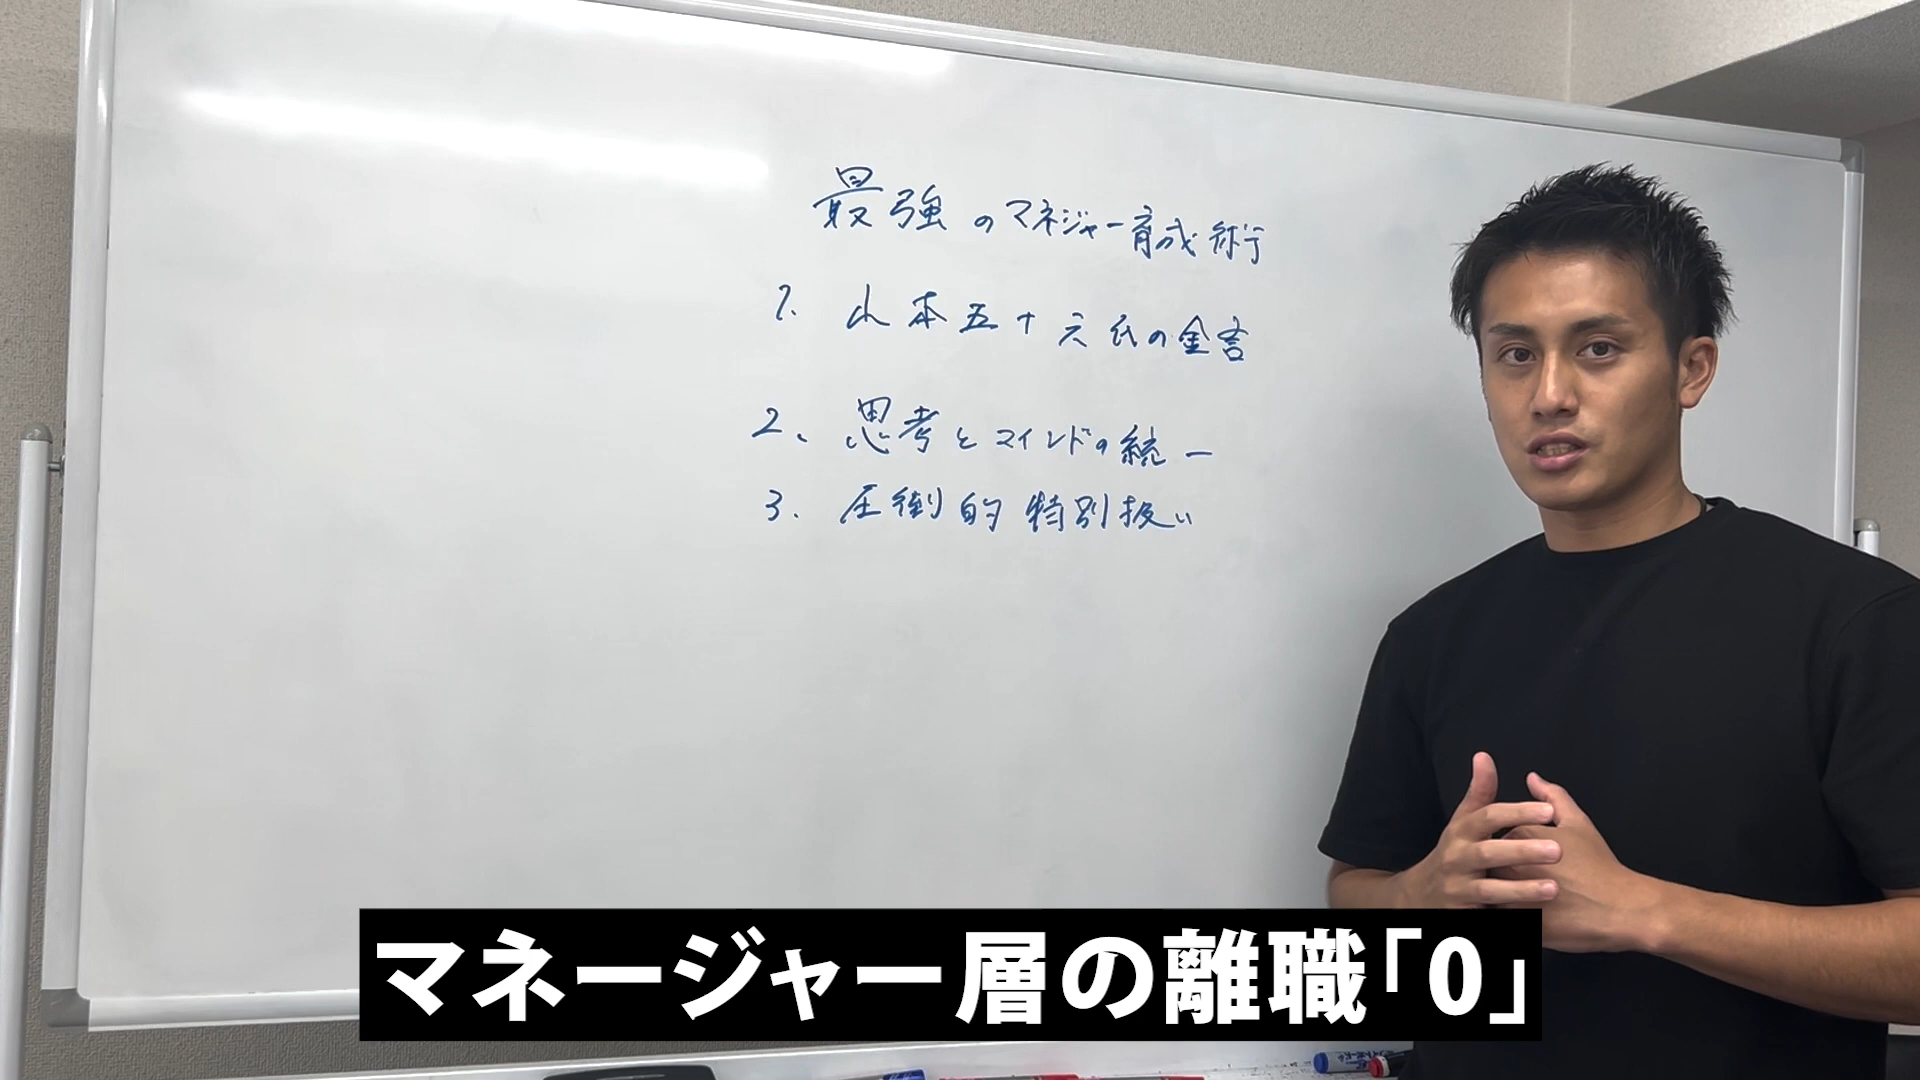 最強のマネジャー育成術
1. 山本五十六氏の金言
2、思考とマインドの統一
3. 圧倒的特別扱い
マネージャー層の離職「0」